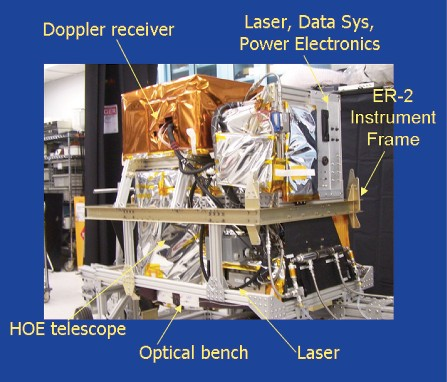 Doppler receiver
Laser, Data Sys,
Power Electronics
ER-2
Instrument
Frame
HOE telescope
Optical bench
Laser